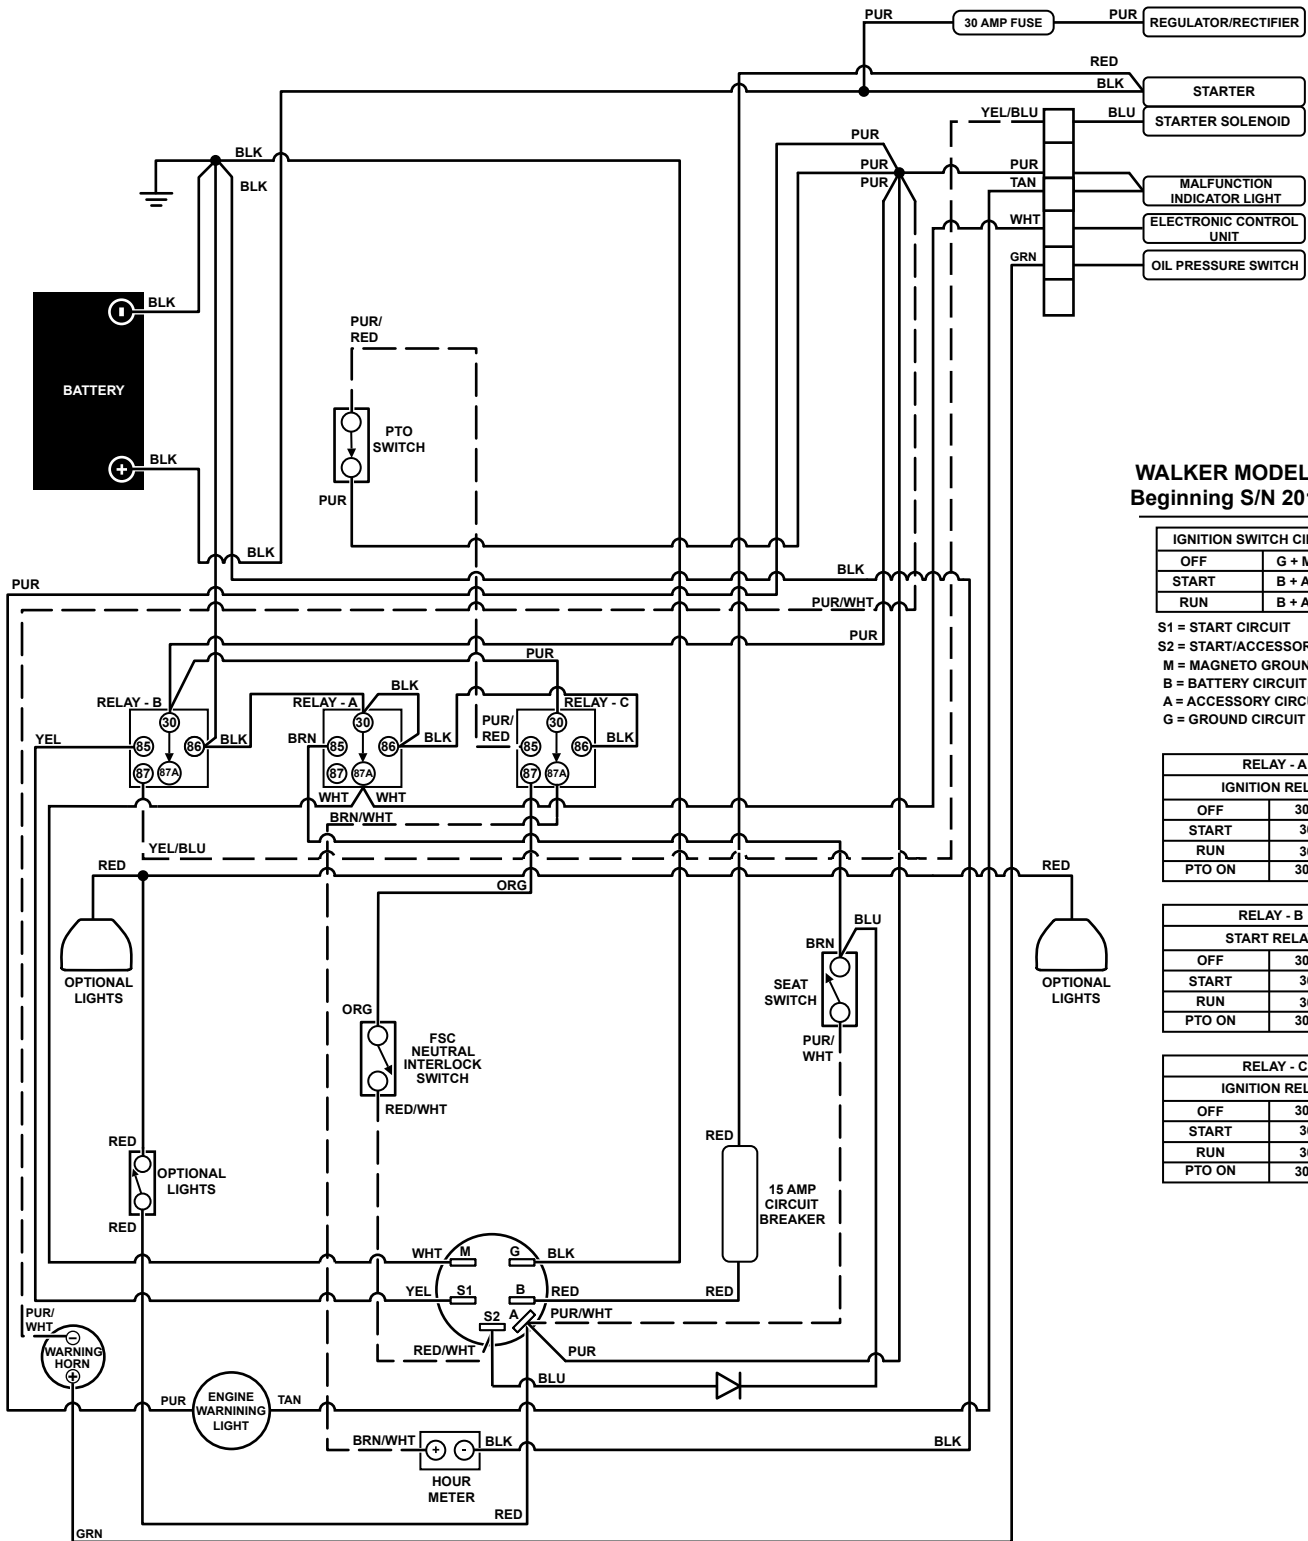 PUR
30 AMP FUSE
PUR
REGULATOR/RECTIFIER
RED
BLK
STARTER
YEL/BLU
BLU
STARTER SOLENOID
PUR
PUR
PUR
PUR
TAN
MALFUNCTION
INDICATOR LIGHT
WHT
ELECTRONIC CONTROL
UNIT
GRN
OIL PRESSURE SWITCH
BLK
BLK
BLK
BATTERY
BLK
PUR/
RED
PTO
SWITCH
PUR
BLK
PUR
BLK
PUR/WHT
PUR
PUR
WALKER MODEL
Beginning S/N 20
IGNITION SWITCH
OFF
G +
START
B + A
RUN
B + A
S1 = START CIRCUIT
S2 =
M = MAGNETO
B = BATTERY CIRCUIT
A = ACCESSORY
G = GROUND CIRCUIT
RELAY - B
30
85
86
87
87A
YEL
BLK
RELAY - A
BLK
30
BRN
85
86
87
87A
BLK
WHT
WHT
RELAY - C
PUR/
RED
30
85
86
87
87A
BLK
BRN/WHT
YEL/BLU
ORG
RED
OPTIONAL
LIGHTS
RED
OPTIONAL
LIGHTS
BLU
BRN
SEAT
SWITCH
PUR/
WHT
ORG
FSC
NEUTRAL
INTERLOCK
SWITCH
RED/WHT
RED
OPTIONAL
LIGHTS
RED
RED
15 AMP
CIRCUIT
BREAKER
RED
WHT
M
G
BLK
YEL
S1
B
RED
S2
A
PUR/WHT
RED/WHT
PUR
BLU
PUR/
WHT
-
WARNING
HORN
+
PUR
ENGINE
WARNINING
LIGHT
TAN
BRN/WHT
+
-
BLK
BLK
HOUR
METER
RED
GRN
RELAY - A
IGNITION
OFF
30
START
RUN
PTO ON
30
RELAY - B
START
OFF
30
START
RUN
PTO ON
30
RELAY - C
IGNITION
OFF
30
START
RUN
PTO ON
30